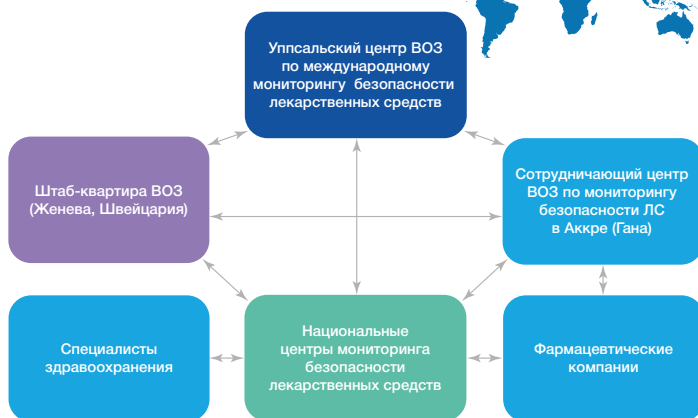 Уппсальский центр ВОЗ
по международному
мониторингу безопасности
лекарственных средств
Штаб-квартира ВОЗ
(Женева, Швейцария)
Сотрудничающий центр
ВОЗ по мониторингу
безопасности ЛС
в Аккре (Гана)
Специалисты
здравоохранения
Национальные
центры мониторинга
безопасности
лекарственных средств
Фармацевтические
компании